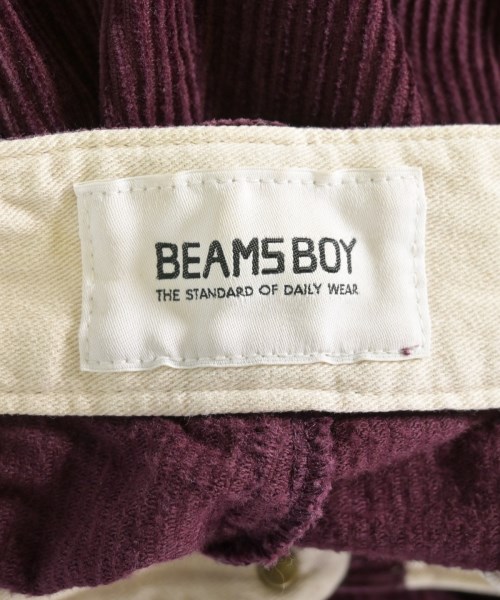 BEAMS BOY
THE STANDARD OF DAILY WEAR